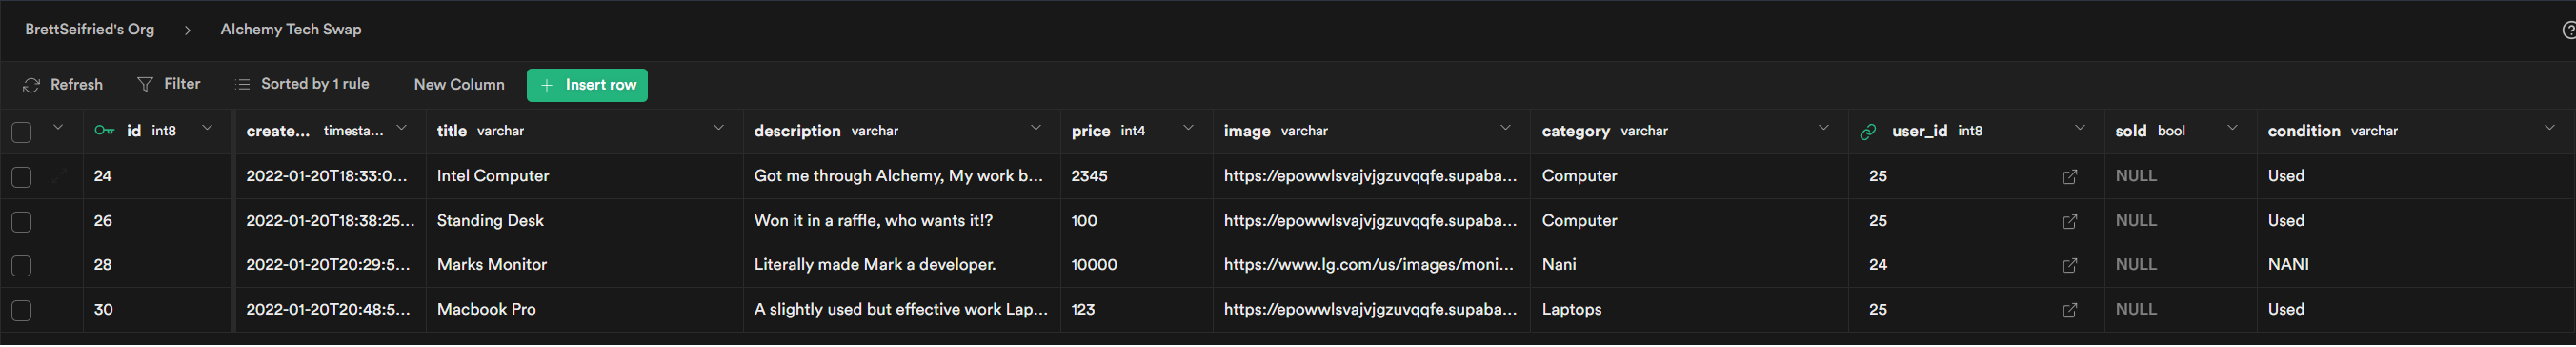 BrettSeifried's Org > Alchemy Tech Swap
Refresh Filter Sorted by 1 rule New Column + Insert row
id int8 create... timesta... title varchar description varchar price int4 image varchar category varchar user_id int8 sold bool condition varchar
24 2022-01-20T18:33:0... Intel Computer Got me through Alchemy, My work b... 2345 https://epowwlsvajvjgzuvqqfe.supaba... Computer 25 NULL Used
26 2022-01-20T18:38:25... Standing Desk Won it in a raffle, who wants it!? 100 https://epowwlsvajvjgzuvqqfe.supaba... Computer 25 NULL Used
28 2022-01-20T20:29:5... Marks Monitor Literally made Mark a developer. 10000 https://www.lg.com/us/images/moni... Nani 24 NULL NANI
30 2022-01-20T20:48:5... Macbook Pro A slightly used but effective work Lap... 123 https://epowwlsvajvjgzuvqqfe.supaba... Laptops 25 NULL Used